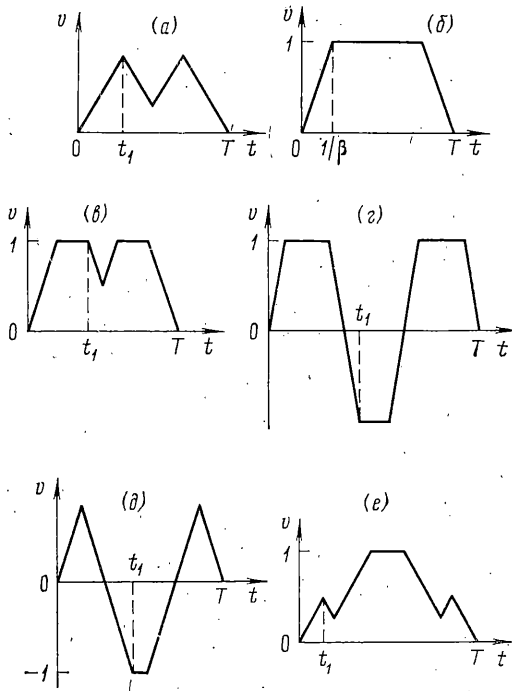 υ (а)
0 t₁ T t
υ (б)
1
0 1/β T t
υ (в)
1
0
t₁ T t
υ (г)
1
t₁
0
T t
υ (д)
t₁
0
T t
−1
υ (е)
1
0
t₁ T t